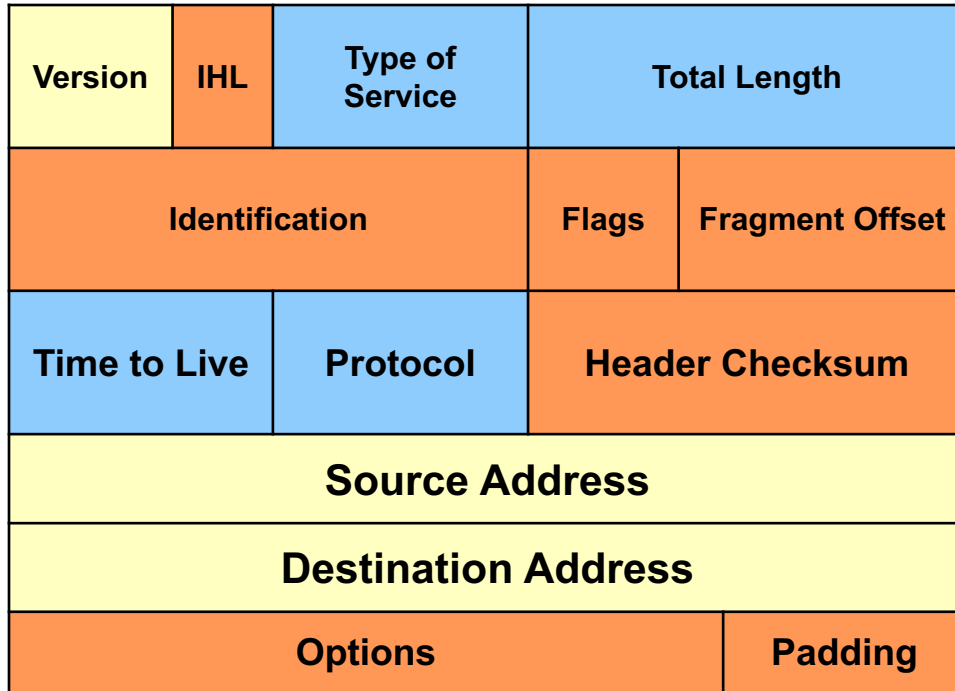 Version IHL Type of Service Total Length
Identification Flags Fragment Offset
Time to Live Protocol Header Checksum
Source Address
Destination Address
Options Padding